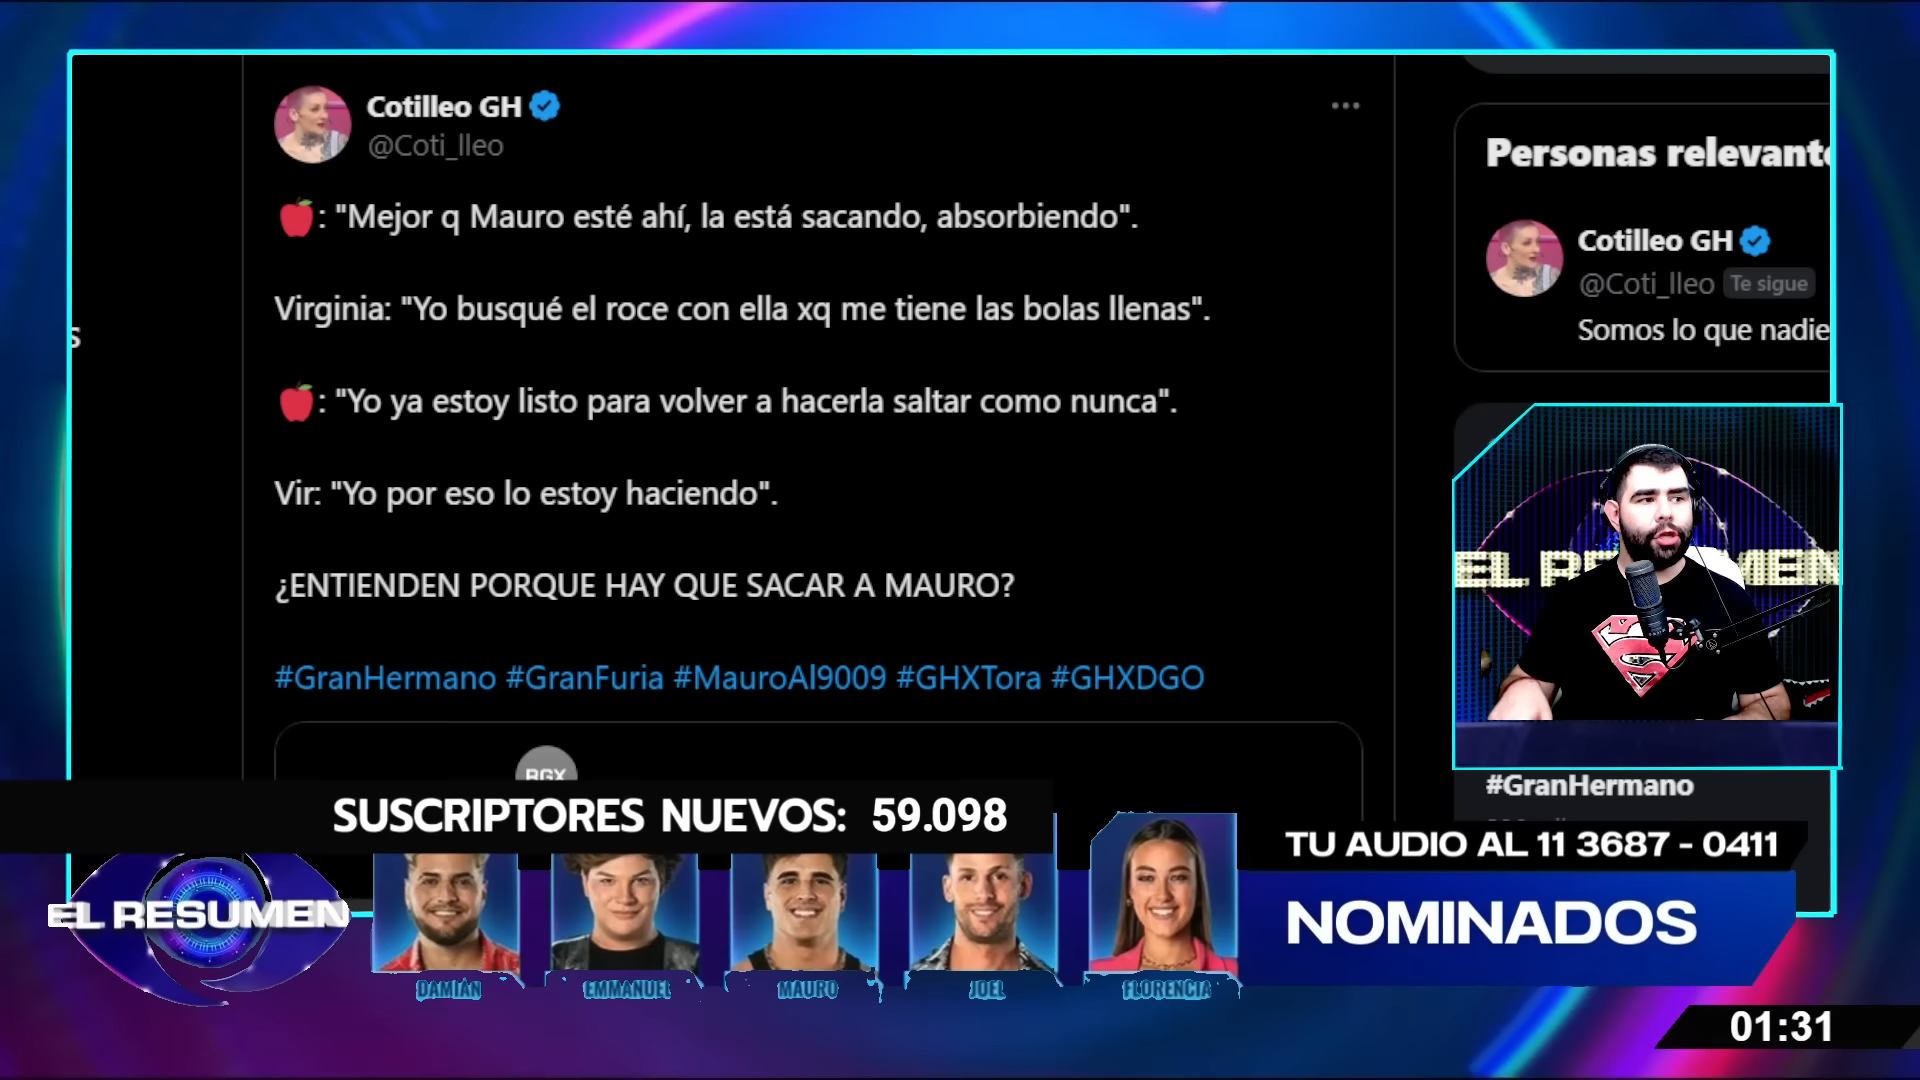 Cotilleo GH
@Coti_lleo
: "Mejor q Mauro esté ahí, la está sacando, absorbiendo".
Virginia: "Yo busqué el roce con ella xq me tiene las bolas llenas".
: "Yo ya estoy listo para volver a hacerla saltar como nunca".
Vir: "Yo por eso lo estoy haciendo".
¿ENTIENDEN PORQUE HAY QUE SACAR A MAURO?
#GranHermano #GranFuria #MauroAl9009 #GHXTora #GHXDGO
RGX
s
Personas relevante
Cotilleo GH
@Coti_lleo Te sigue
Somos lo que nadie
EL RESUMEN
#GranHermano
SUSCRIPTORES NUEVOS: 59.098
TU AUDIO AL 11 3687 - 0411
EL RESUMEN
NOMINADOS
DAMIÁN
EMMANUEL
MAURO
JOEL
FLORENCIA
01:31